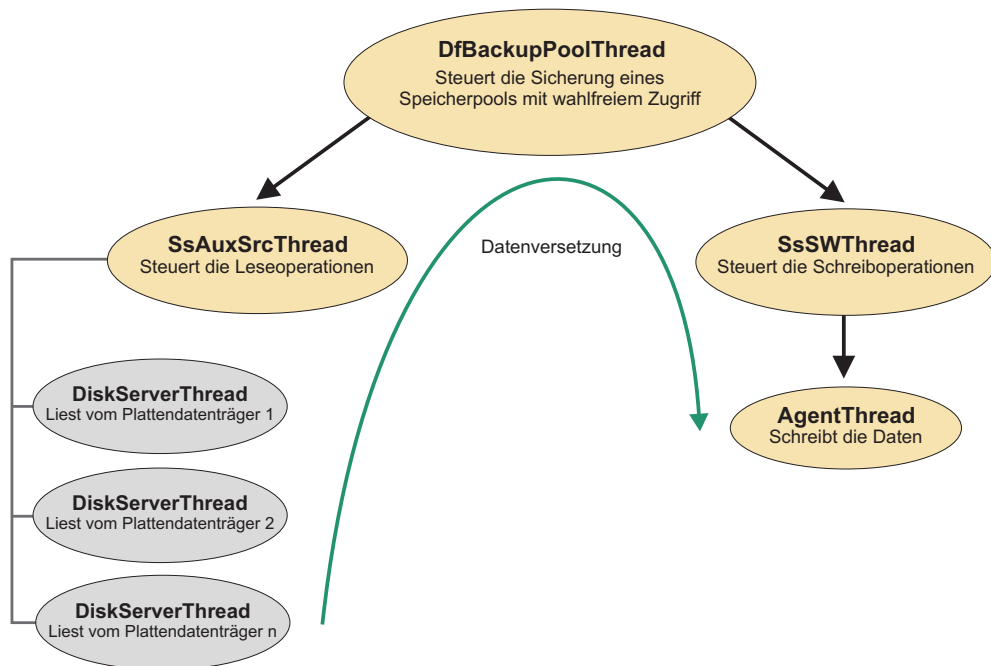 DfBackupPoolThread
Steuert die Sicherung eines
Speicherpools mit wahlfreiem Zugriff
SsAuxSrcThread
Steuert die Leseoperationen
Datenversetzung
SsSWThread
Steuert die Schreiboperationen
DiskServerThread
Liest vom Plattendatenträger 1
AgentThread
Schreibt die Daten
DiskServerThread
Liest vom Plattendatenträger 2
DiskServerThread
Liest vom Plattendatenträger n